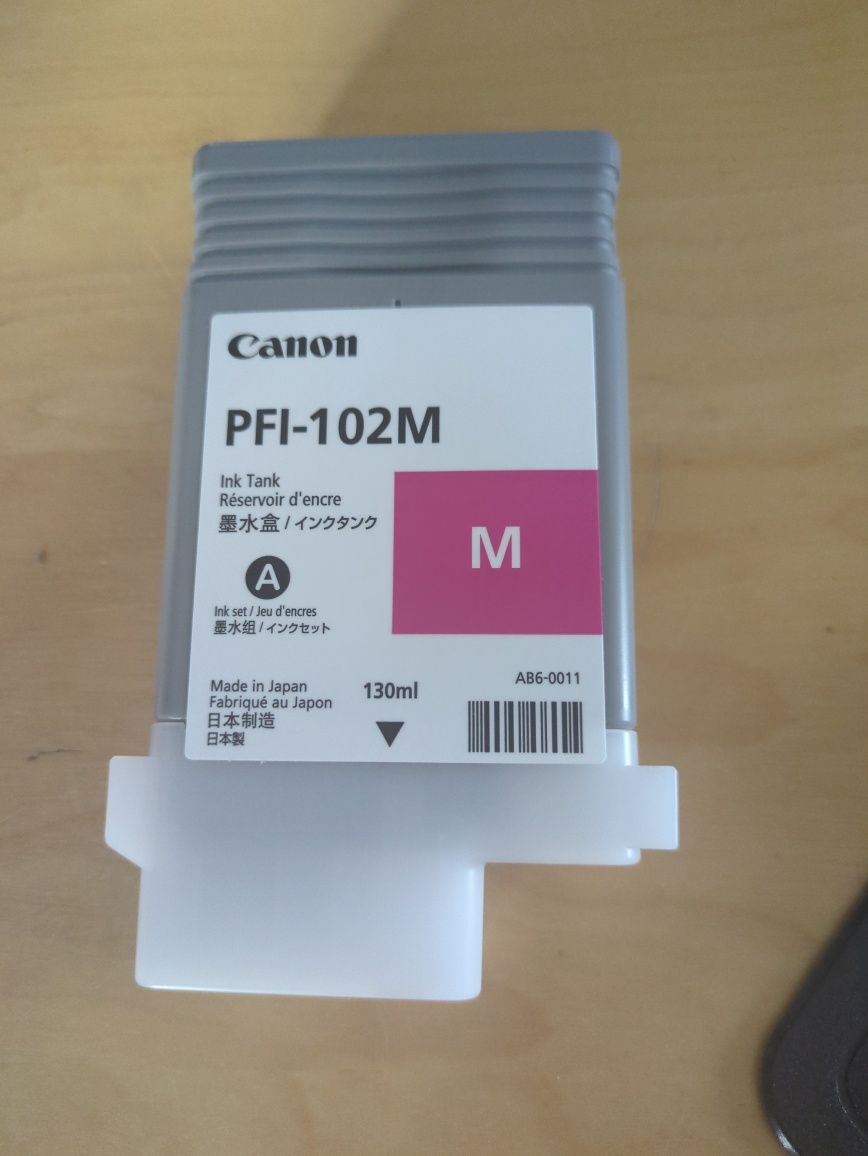 Canon
PFI-102M
Ink Tank
Réservoir d'encre
墨水盒 / インクタンク
M
A
Ink set / Jeu d'encres
墨水组 / インクセット
Made in Japan
Fabriqué au Japon
日本制造
日本製
130ml
AB6-0011